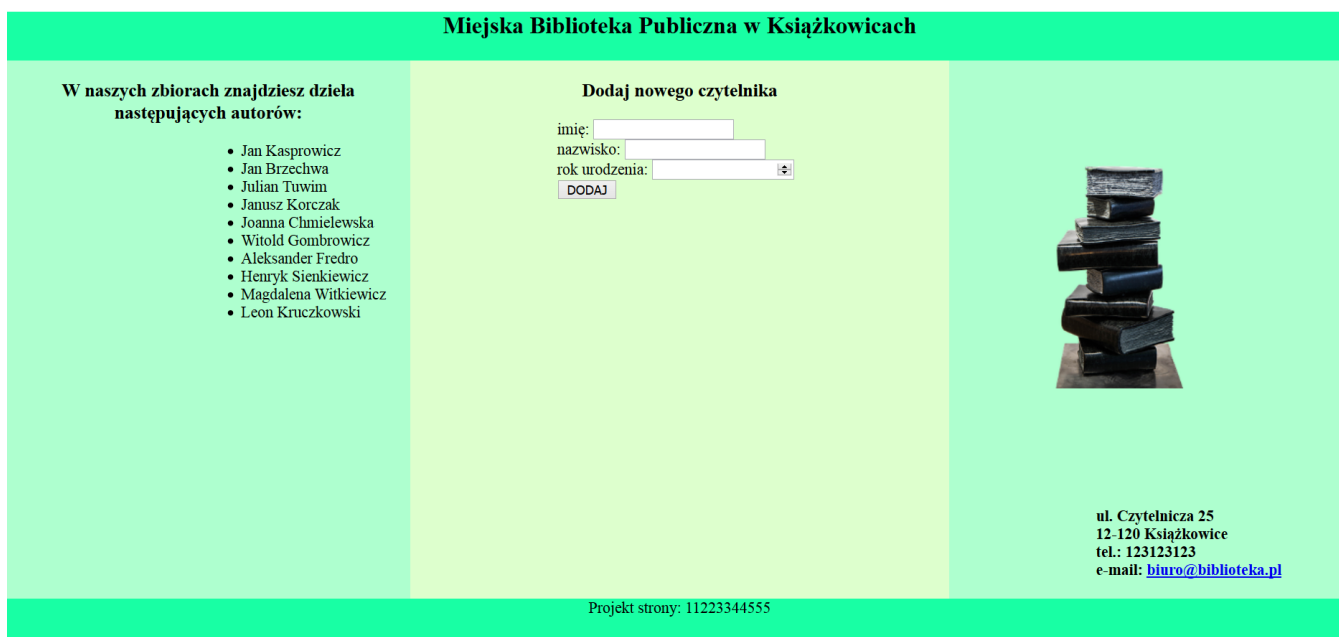 Miejska Biblioteka Publiczna w Książkowicach
W naszych zbiorach znajdziesz dzieła
następujących autorów:
Jan Kasprowicz
Jan Brzechwa
Julian Tuwim
Janusz Korczak
Joanna Chmielewska
Witold Gombrowicz
Aleksander Fredro
Henryk Sienkiewicz
Magdalena Witkiewicz
Leon Kruczkowski
Dodaj nowego czytelnika
imię:
nazwisko:
rok urodzenia:
DODAJ
ul. Czytelnicza 25
12-120 Książkowice
tel.: 123123123
e-mail: biuro@biblioteka.pl
Projekt strony: 11223344555